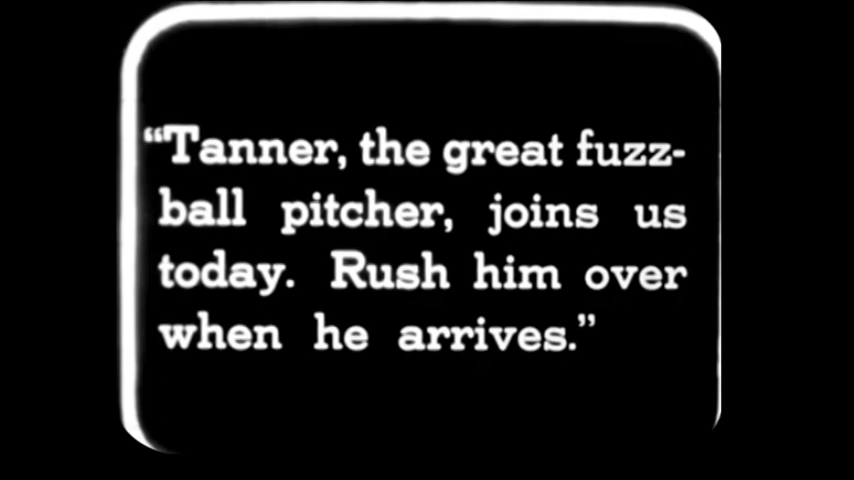 “Tanner, the great fuzz-
ball pitcher, joins us
today. Rush him over
when he arrives.”